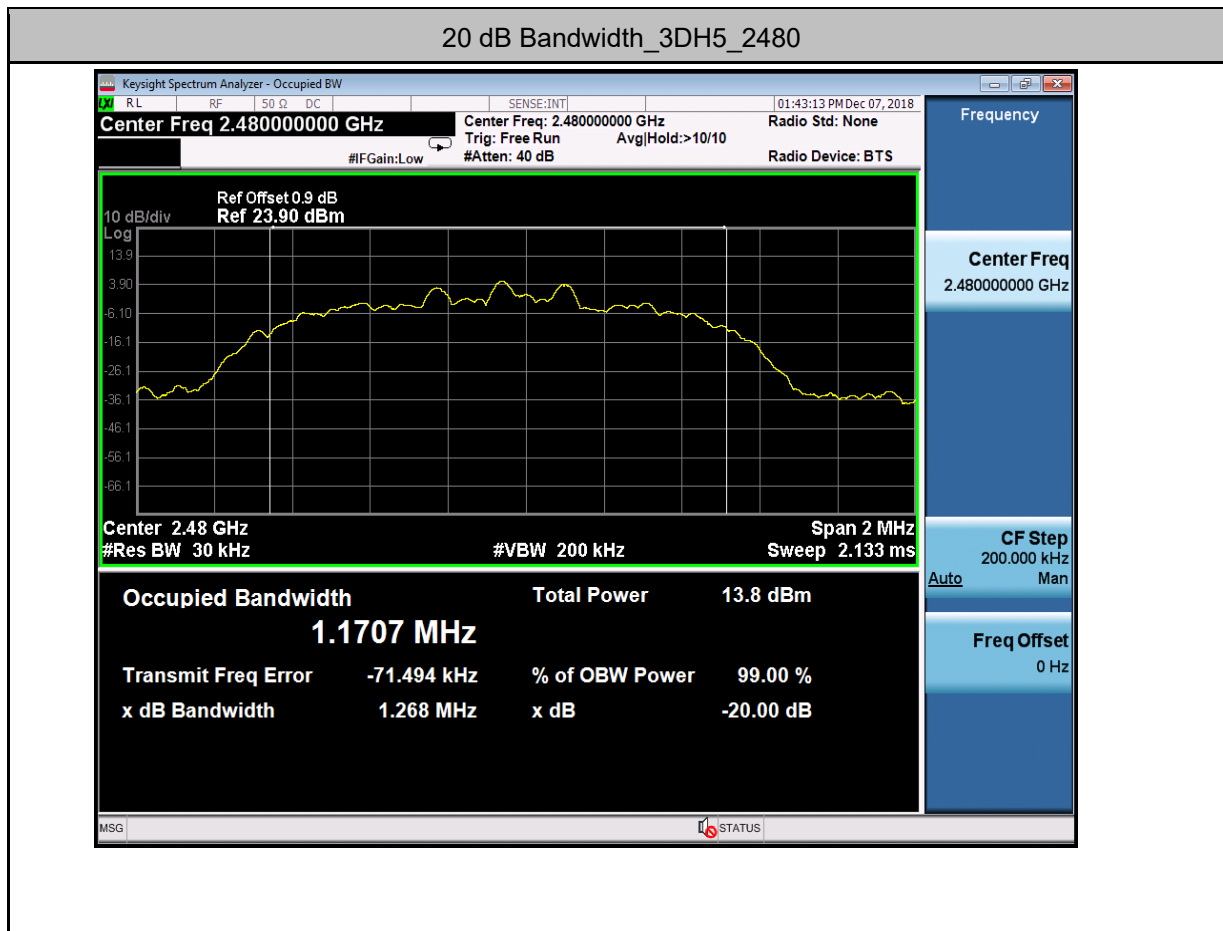 20 dB Bandwidth_3DH5_2480
Keysight Spectrum Analyzer - Occupied BW
LXI RL RF 50 Ω DC SENSE:INT 01:43:13 PM Dec 07, 2018
Center Freq 2.480000000 GHz
Center Freq: 2.480000000 GHz
Radio Std: None
Trig: Free Run Avg|Hold:>10/10
#IFGain:Low
#Atten: 40 dB
Radio Device: BTS
Ref Offset 0.9 dB
10 dB/div Ref 23.90 dBm
Log
13.9
3.90
-6.10
-16.1
-26.1
-36.1
-46.1
-56.1
-66.1
Center 2.48 GHz Span 2 MHz
#Res BW 30 kHz #VBW 200 kHz Sweep 2.133 ms
Occupied Bandwidth Total Power 13.8 dBm
1.1707 MHz
Transmit Freq Error -71.494 kHz % of OBW Power 99.00 %
x dB Bandwidth 1.268 MHz x dB -20.00 dB
Frequency
Center Freq
2.480000000 GHz
CF Step
200.000 kHz
Auto Man
Freq Offset
0 Hz
MSG STATUS